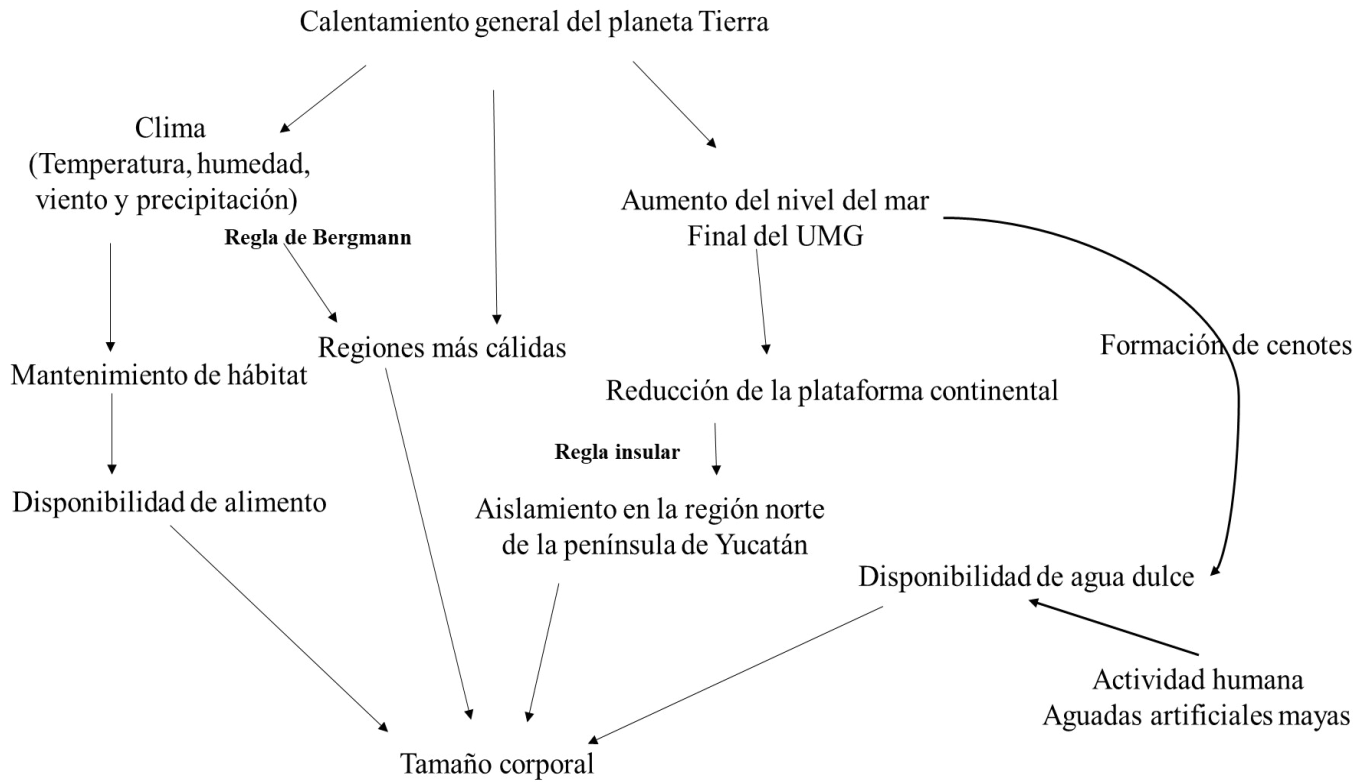 Calentamiento general del planeta Tierra
Clima
(Temperatura, humedad,
viento y precipitación)
Regla de Bergmann
Aumento del nivel del mar
Final del UMG
Regiones más cálidas
Formación de cenotes
Mantenimiento de hábitat
Reducción de la plataforma continental
Regla insular
Disponibilidad de alimento
Aislamiento en la región norte
de la península de Yucatán
Disponibilidad de agua dulce
Actividad humana
Aguadas artificiales mayas
Tamaño corporal